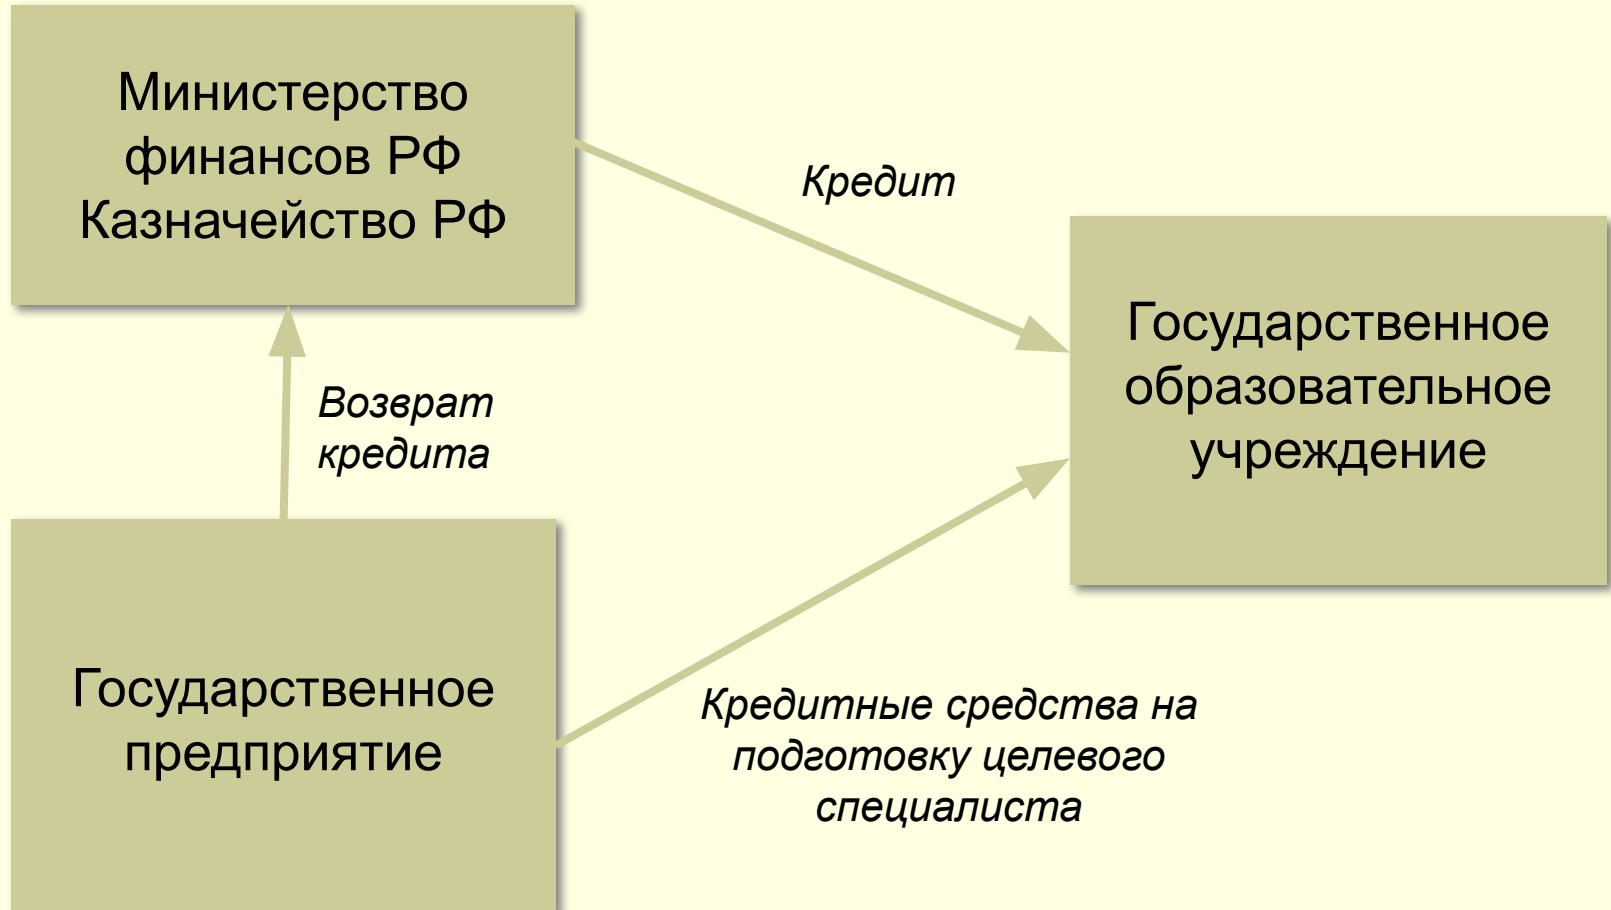 Министерство
финансов РФ
Казначейство РФ
Кредит
Государственное
образовательное
учреждение
Возврат
кредита
Государственное
предприятие
Кредитные средства на
подготовку целевого
специалиста